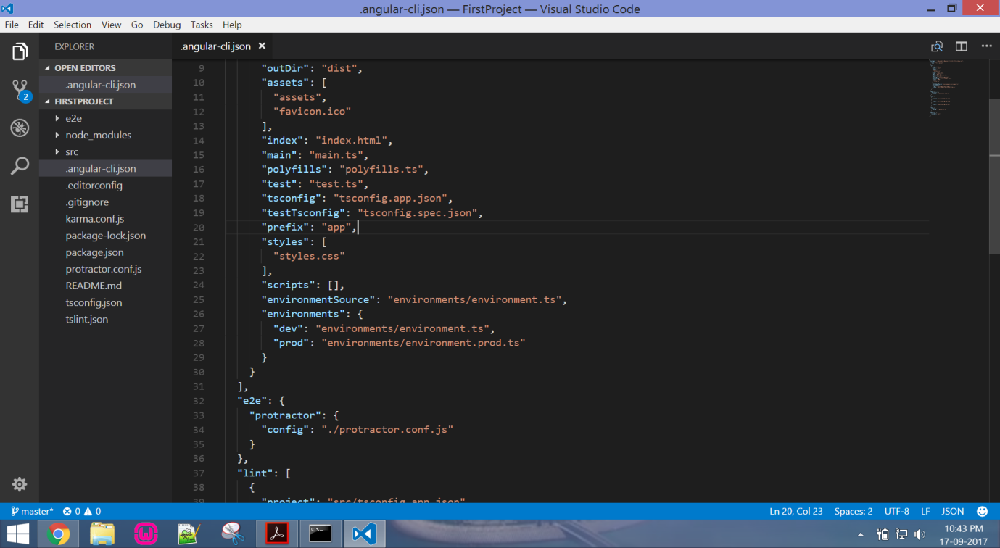 .angular-cli.json — FirstProject — Visual Studio Code
File Edit Selection View Go Debug Tasks Help
EXPLORER
OPEN EDITORS
.angular-cli.json
FIRSTPROJECT
e2e
node_modules
src
.angular-cli.json
.editorconfig
.gitignore
karma.conf.js
package-lock.json
package.json
protractor.conf.js
README.md
tsconfig.json
tslint.json
2
.angular-cli.json
9 "outDir": "dist",
10 "assets": [
11 "assets",
12 "favicon.ico"
13 ],
14 "index": "index.html",
15 "main": "main.ts",
16 "polyfills": "polyfills.ts",
17 "test": "test.ts",
18 "tsconfig": "tsconfig.app.json",
19 "testTsconfig": "tsconfig.spec.json",
20 "prefix": "app",
21 "styles": [
22 "styles.css"
23 ],
24 "scripts": [],
25 "environmentSource": "environments/environment.ts",
26 "environments": {
27 "dev": "environments/environment.ts",
28 "prod": "environments/environment.prod.ts"
29 }
30 }
31 ],
32 "e2e": {
33 "protractor": {
34 "config": "./protractor.conf.js"
35 }
36 },
37 "lint": [
38 {
39 "project": "src/tsconfig.app.json"
master* 0 0 Ln 20, Col 23 Spaces: 2 UTF-8 LF JSON
10:43 PM
17-09-2017